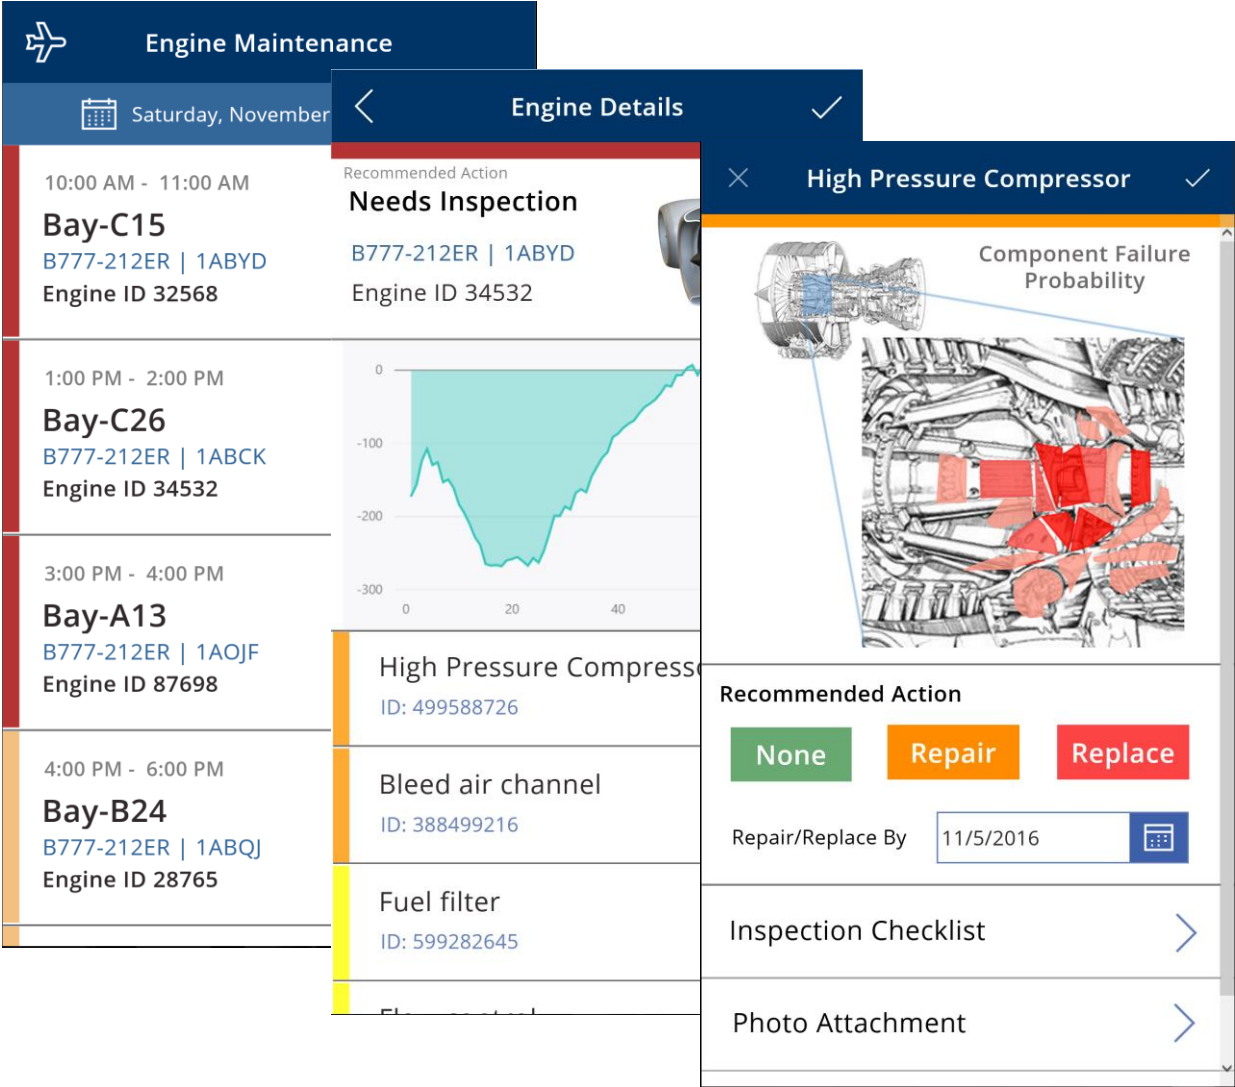 Engine Maintenance
Saturday, November
10:00 AM - 11:00 AM
Bay-C15
B777-212ER | 1ABYD
Engine ID 32568
1:00 PM - 2:00 PM
Bay-C26
B777-212ER | 1ABCK
Engine ID 34532
3:00 PM - 4:00 PM
Bay-A13
B777-212ER | 1AOJF
Engine ID 87698
4:00 PM - 6:00 PM
Bay-B24
B777-212ER | 1ABQJ
Engine ID 28765
Engine Details
Recommended Action
Needs Inspection
B777-212ER | 1ABYD
Engine ID 34532
0
-100
-200
-300
0 20 40
High Pressure Compresso
ID: 499588726
Bleed air channel
ID: 388499216
Fuel filter
ID: 599282645
High Pressure Compressor
Component Failure
Probability
Recommended Action
None Repair Replace
Repair/Replace By 11/5/2016
Inspection Checklist
Photo Attachment